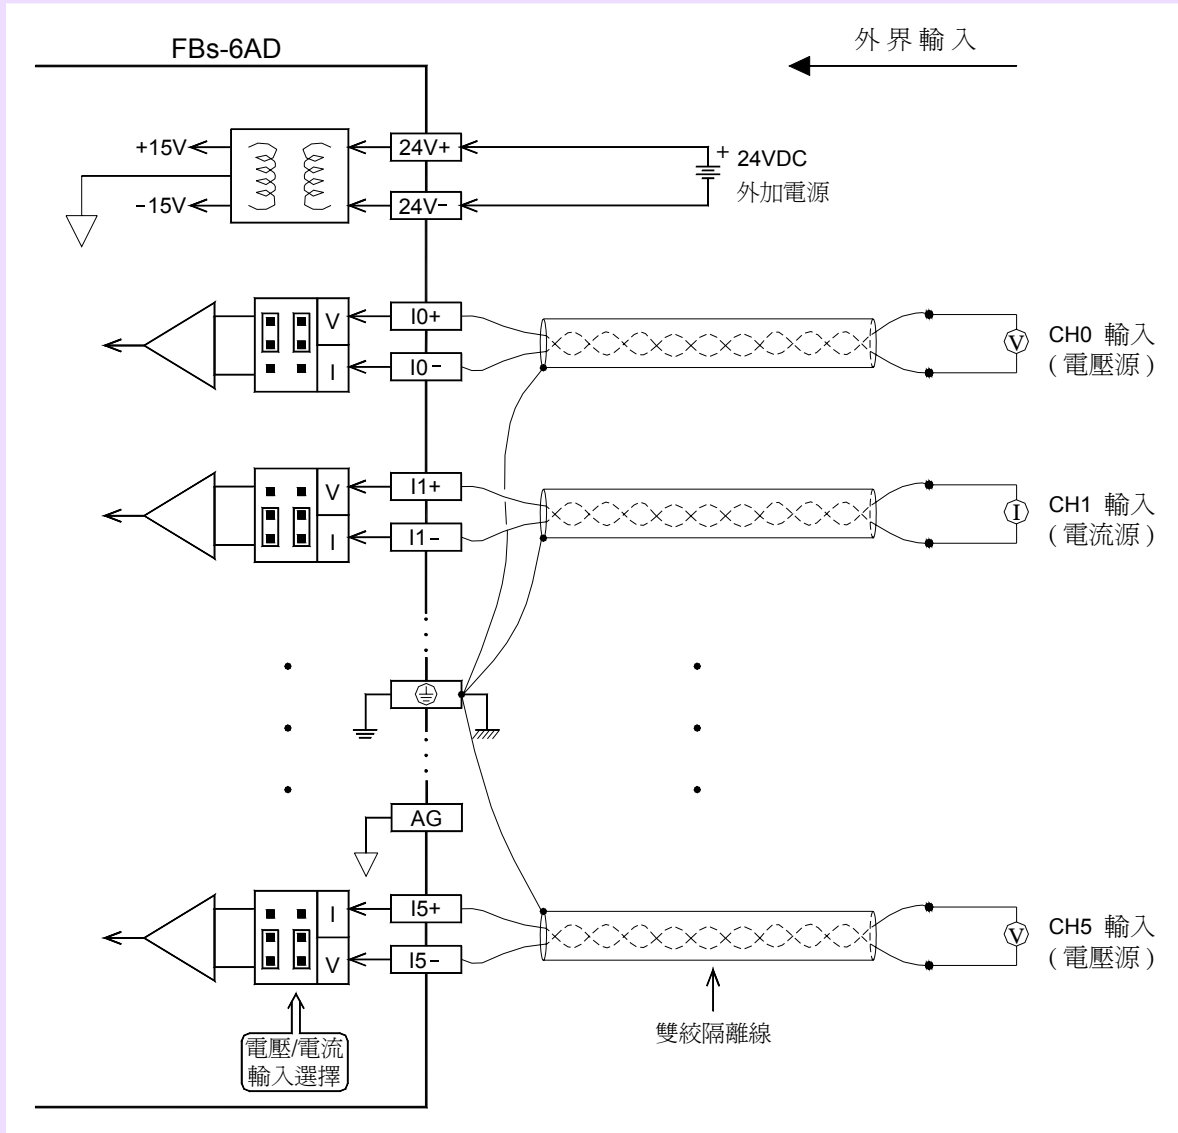 FBs-6AD
外界輸入
+15V
24V+
+ 24VDC
外加電源
−15V
24V−
V
I0+
I
I0−
V
CH0 輸入
(電壓源)
V
I1+
I
I1−
I
CH1 輸入
(電流源)
AG
I
I5+
V
I5−
V
CH5 輸入
(電壓源)
雙絞隔離線
電壓/電流
輸入選擇